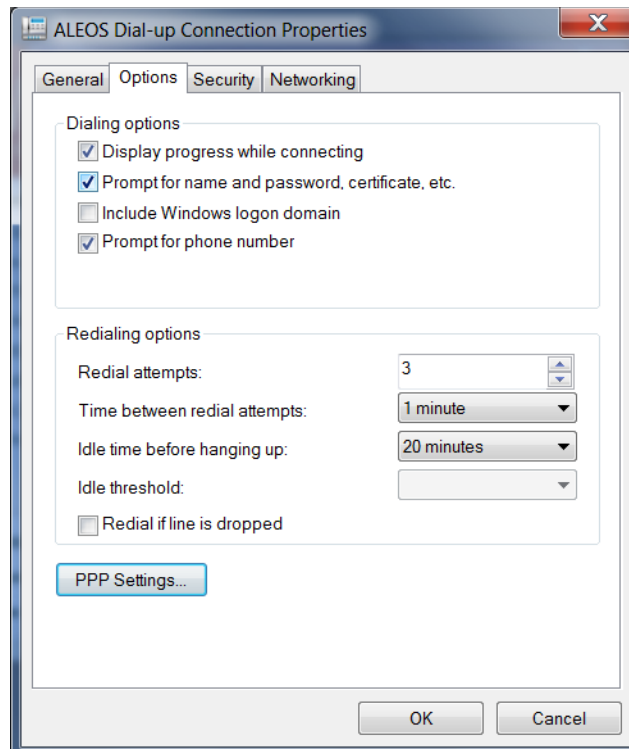 ALEOS Dial-up Connection Properties
General Options Security Networking
Dialing options
Display progress while connecting
Prompt for name and password, certificate, etc.
Include Windows logon domain
Prompt for phone number
Redialing options
Redial attempts: 3
Time between redial attempts: 1 minute
Idle time before hanging up: 20 minutes
Idle threshold:
Redial if line is dropped
PPP Settings...
OK Cancel